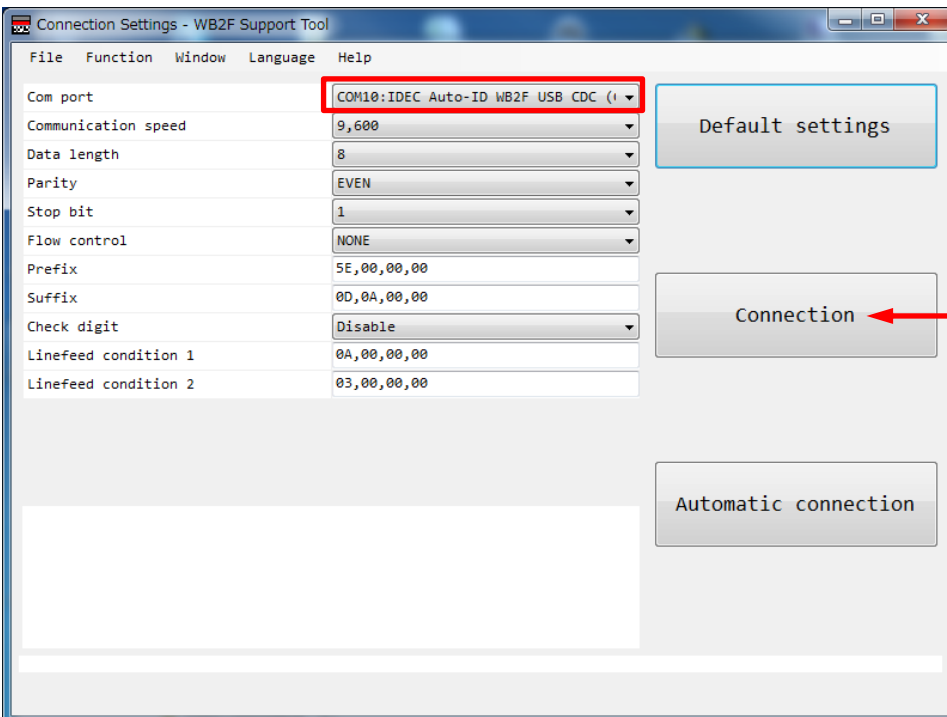 Connection Settings - WB2F Support Tool
File Function Window Language Help
Com port COM10:IDEC Auto-ID WB2F USB CDC (
Communication speed 9,600
Default settings
Data length 8
Parity EVEN
Stop bit 1
Flow control NONE
Prefix 5E,00,00,00
Suffix 0D,0A,00,00
Connection
Check digit Disable
Linefeed condition 1 0A,00,00,00
Linefeed condition 2 03,00,00,00
Automatic connection